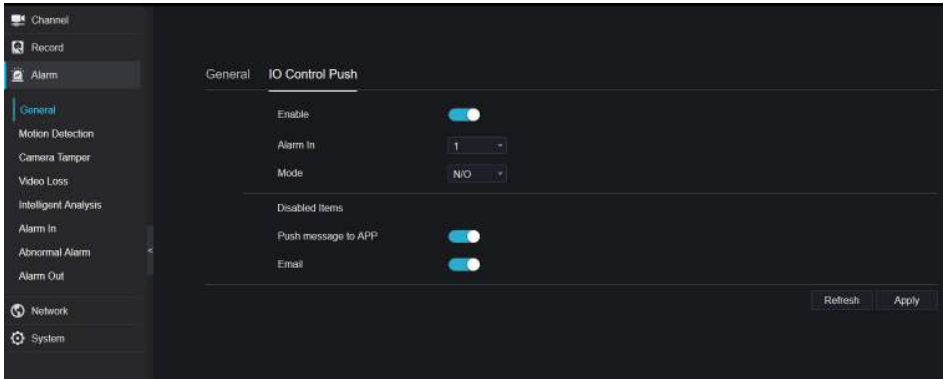 Channel
Record
Alarm
General
Motion Detection
Camera Tamper
Video Loss
Intelligent Analysis
Alarm In
Abnormal Alarm
Alarm Out
Network
System
General IO Control Push
Enable
Alarm In 1
Mode N/O
Disabled Items
Push message to APP
Email
Refresh Apply